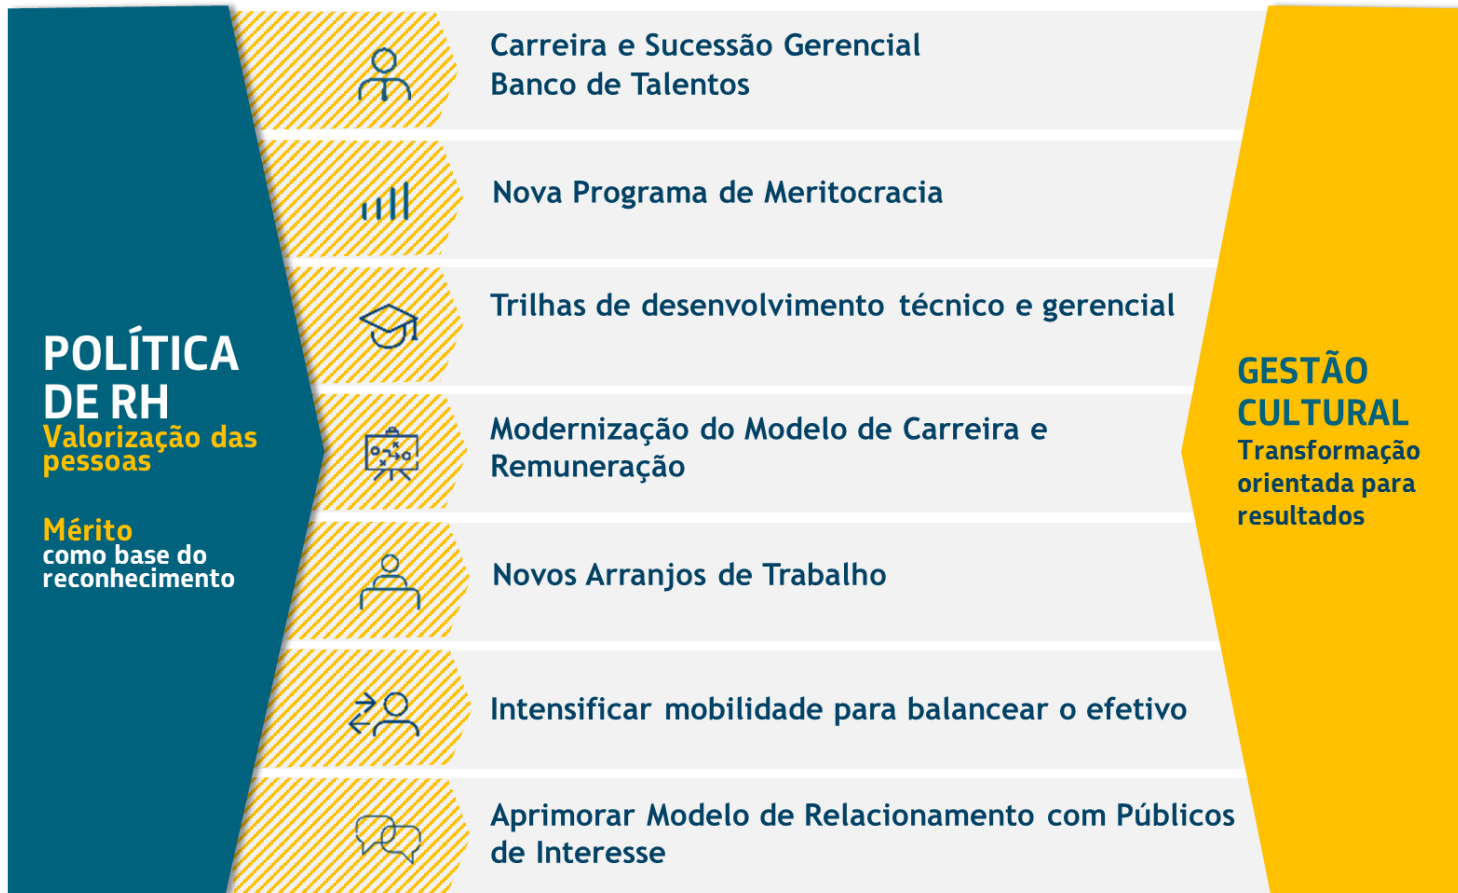 POLÍTICA
DE RH
Valorização das
pessoas
Mérito
como base do
reconhecimento
Carreira e Sucessão Gerencial
Banco de Talentos
Nova Programa de Meritocracia
Trilhas de desenvolvimento técnico e gerencial
Modernização do Modelo de Carreira e
Remuneração
Novos Arranjos de Trabalho
Intensificar mobilidade para balancear o efetivo
Aprimorar Modelo de Relacionamento com Públicos
de Interesse
GESTÃO
CULTURAL
Transformação
orientada para
resultados